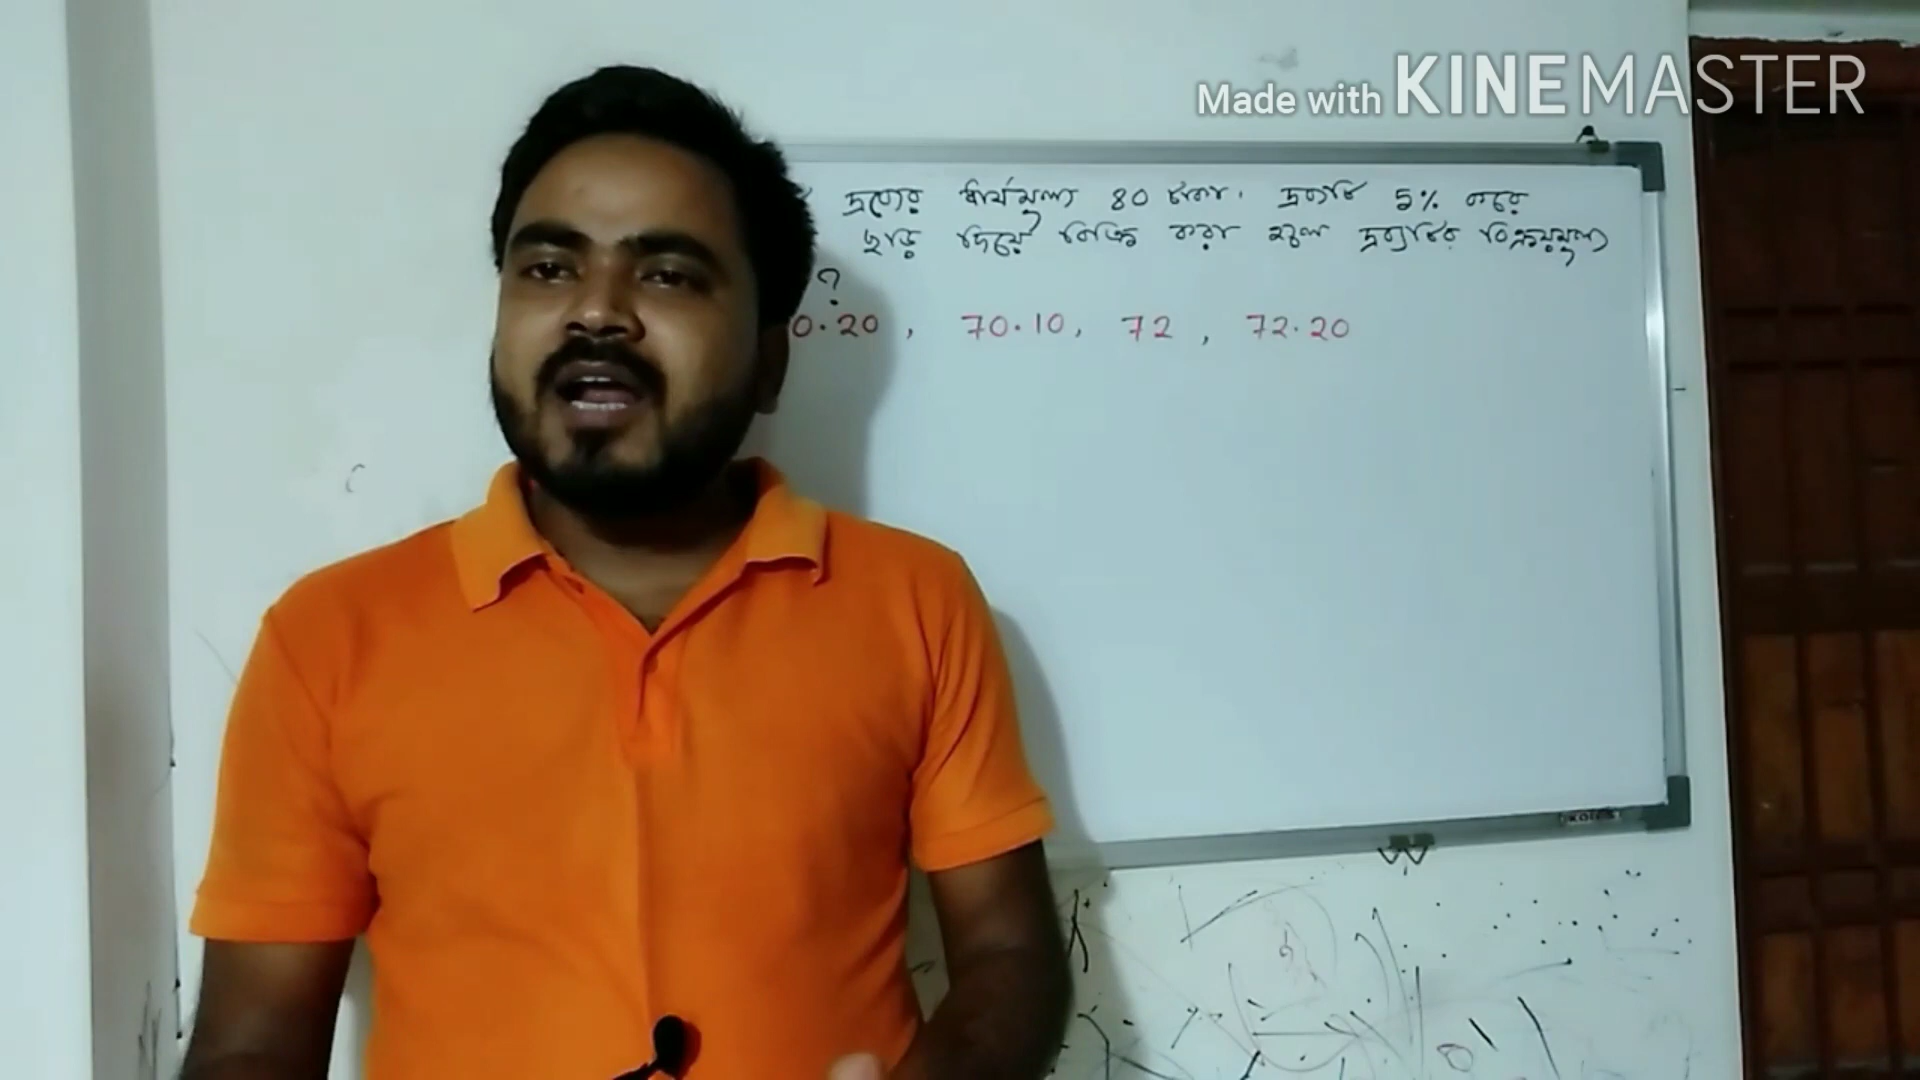 Made with KINEMASTER
দ্রব্যের ধার্যমূল্য 80 টাকা। দ্রব্যটি 5% করে
ছাড় দিয়ে বিক্রি করা হলে দ্রব্যটির বিক্রয়মূল্য
?
0.20, 70.10, 72, 72.20